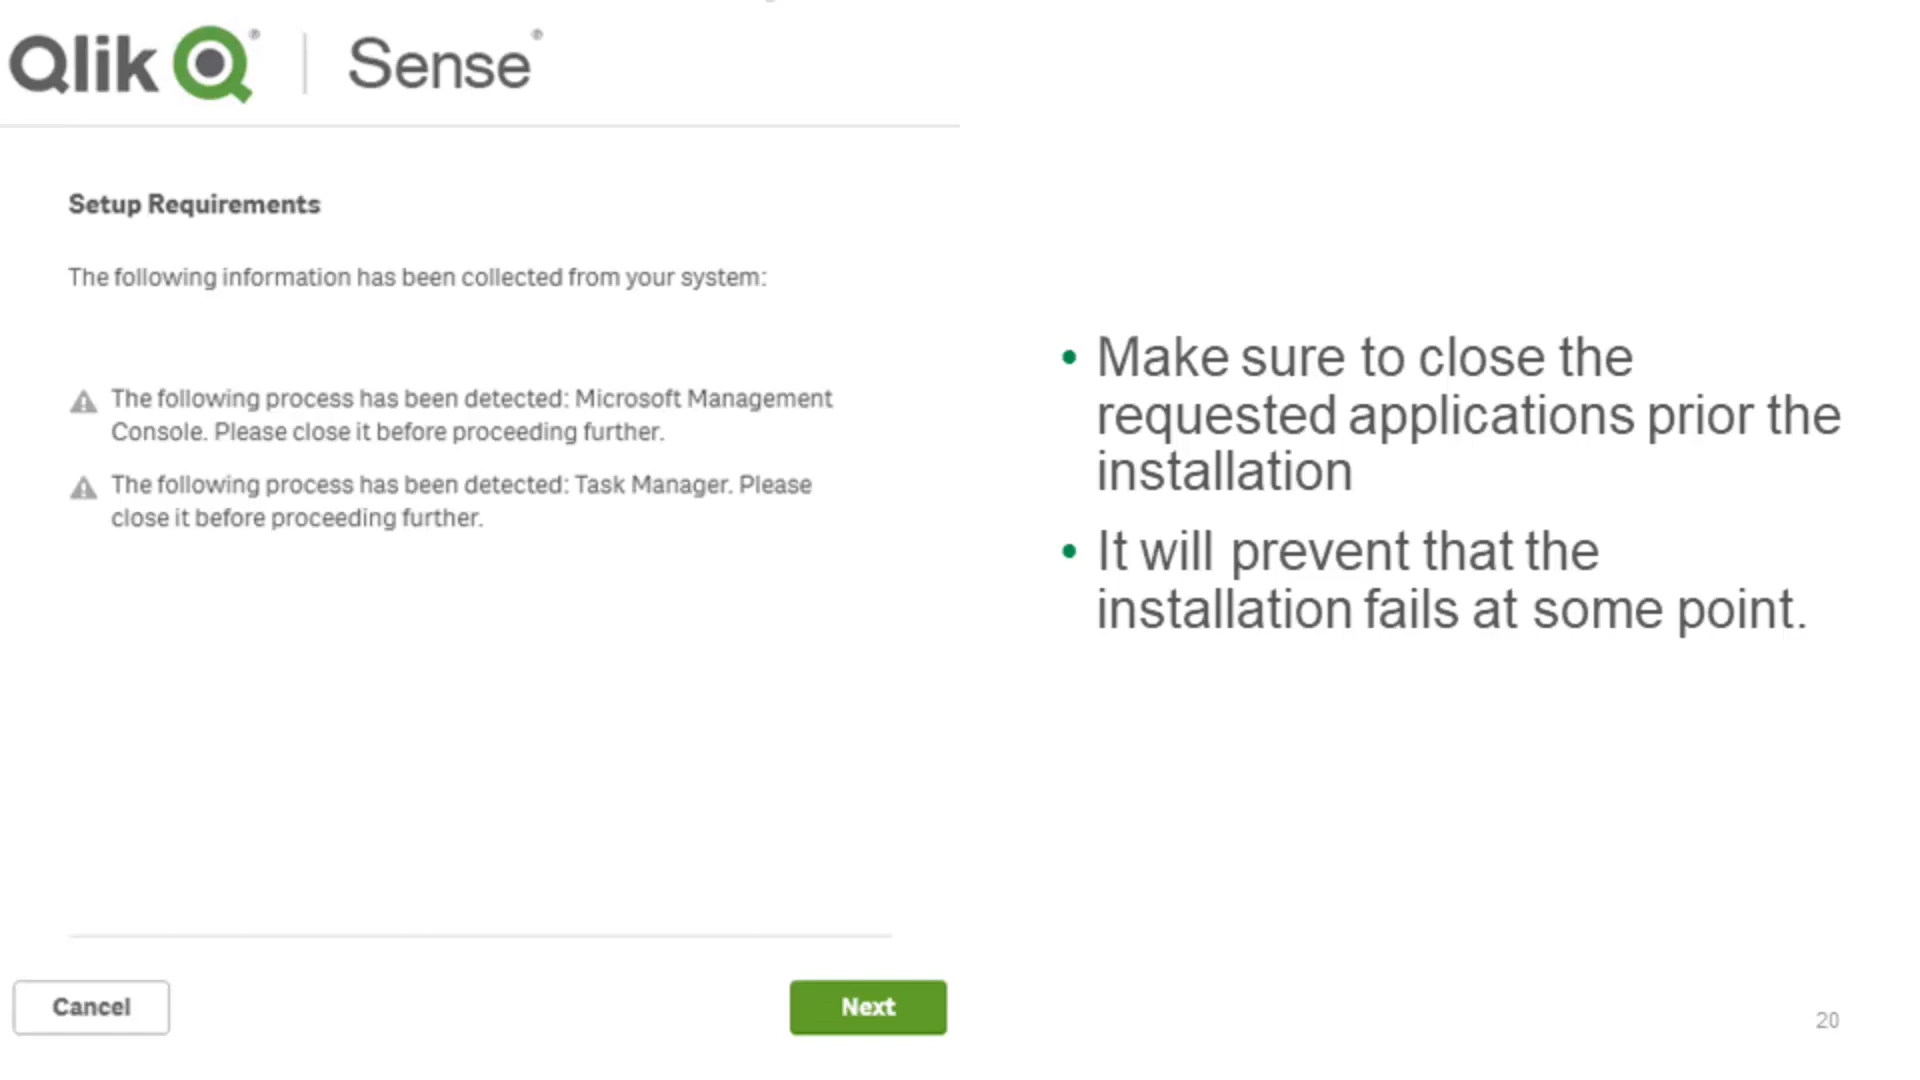 Qlik Q® | Sense®
Setup Requirements
The following information has been collected from your system:
The following process has been detected: Microsoft Management
Console. Please close it before proceeding further.
The following process has been detected: Task Manager. Please
close it before proceeding further.
Cancel
Next
• Make sure to close the
requested applications prior the
installation
• It will prevent that the
installation fails at some point.
20